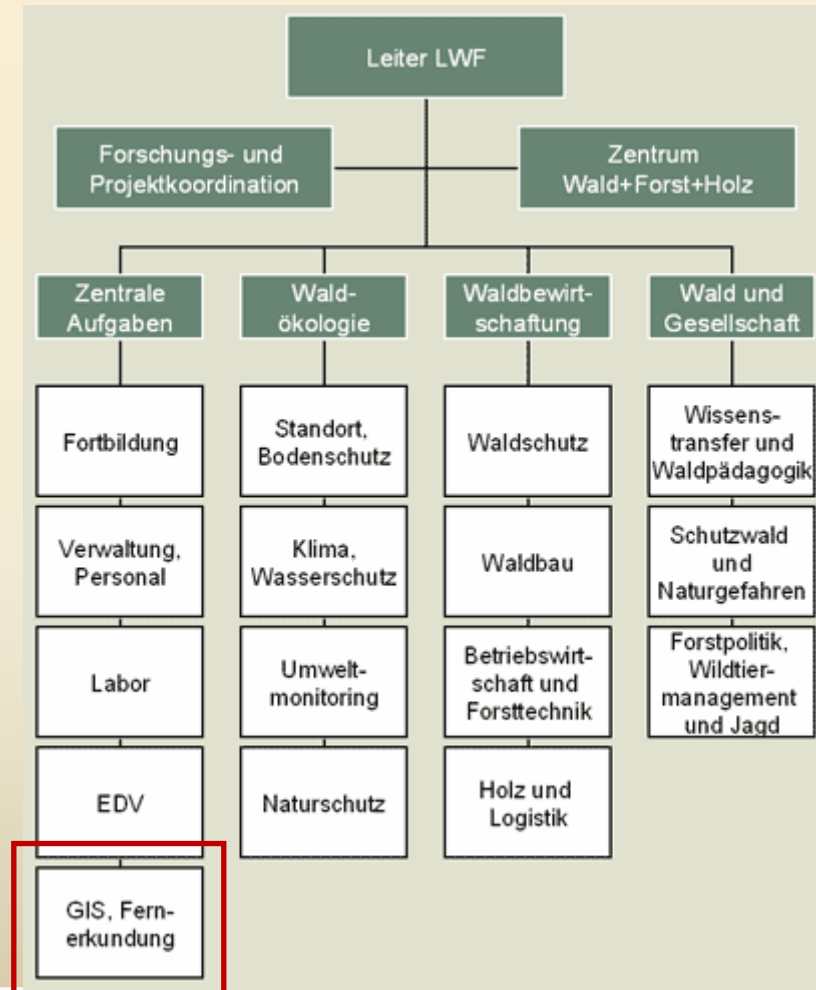 Leiter LWF
Forschungs- und
Projektkoordination
Zentrum
Wald+Forst+Holz
Zentrale
Aufgaben
Wald-
ökologie
Waldbewirt-
schaftung
Wald und
Gesellschaft
Fortbildung
Verwaltung,
Personal
Labor
EDV
GIS, Fern-
erkundung
Standort,
Bodenschutz
Klima,
Wasserschutz
Umwelt-
monitoring
Naturschutz
Waldschutz
Waldbau
Betriebswirt-
schaft und
Forsttechnik
Holz und
Logistik
Wissens-
transfer und
Waldpädagogik
Schutzwald
und
Naturgefahren
Forstpolitik,
Wildtier-
management
und Jagd